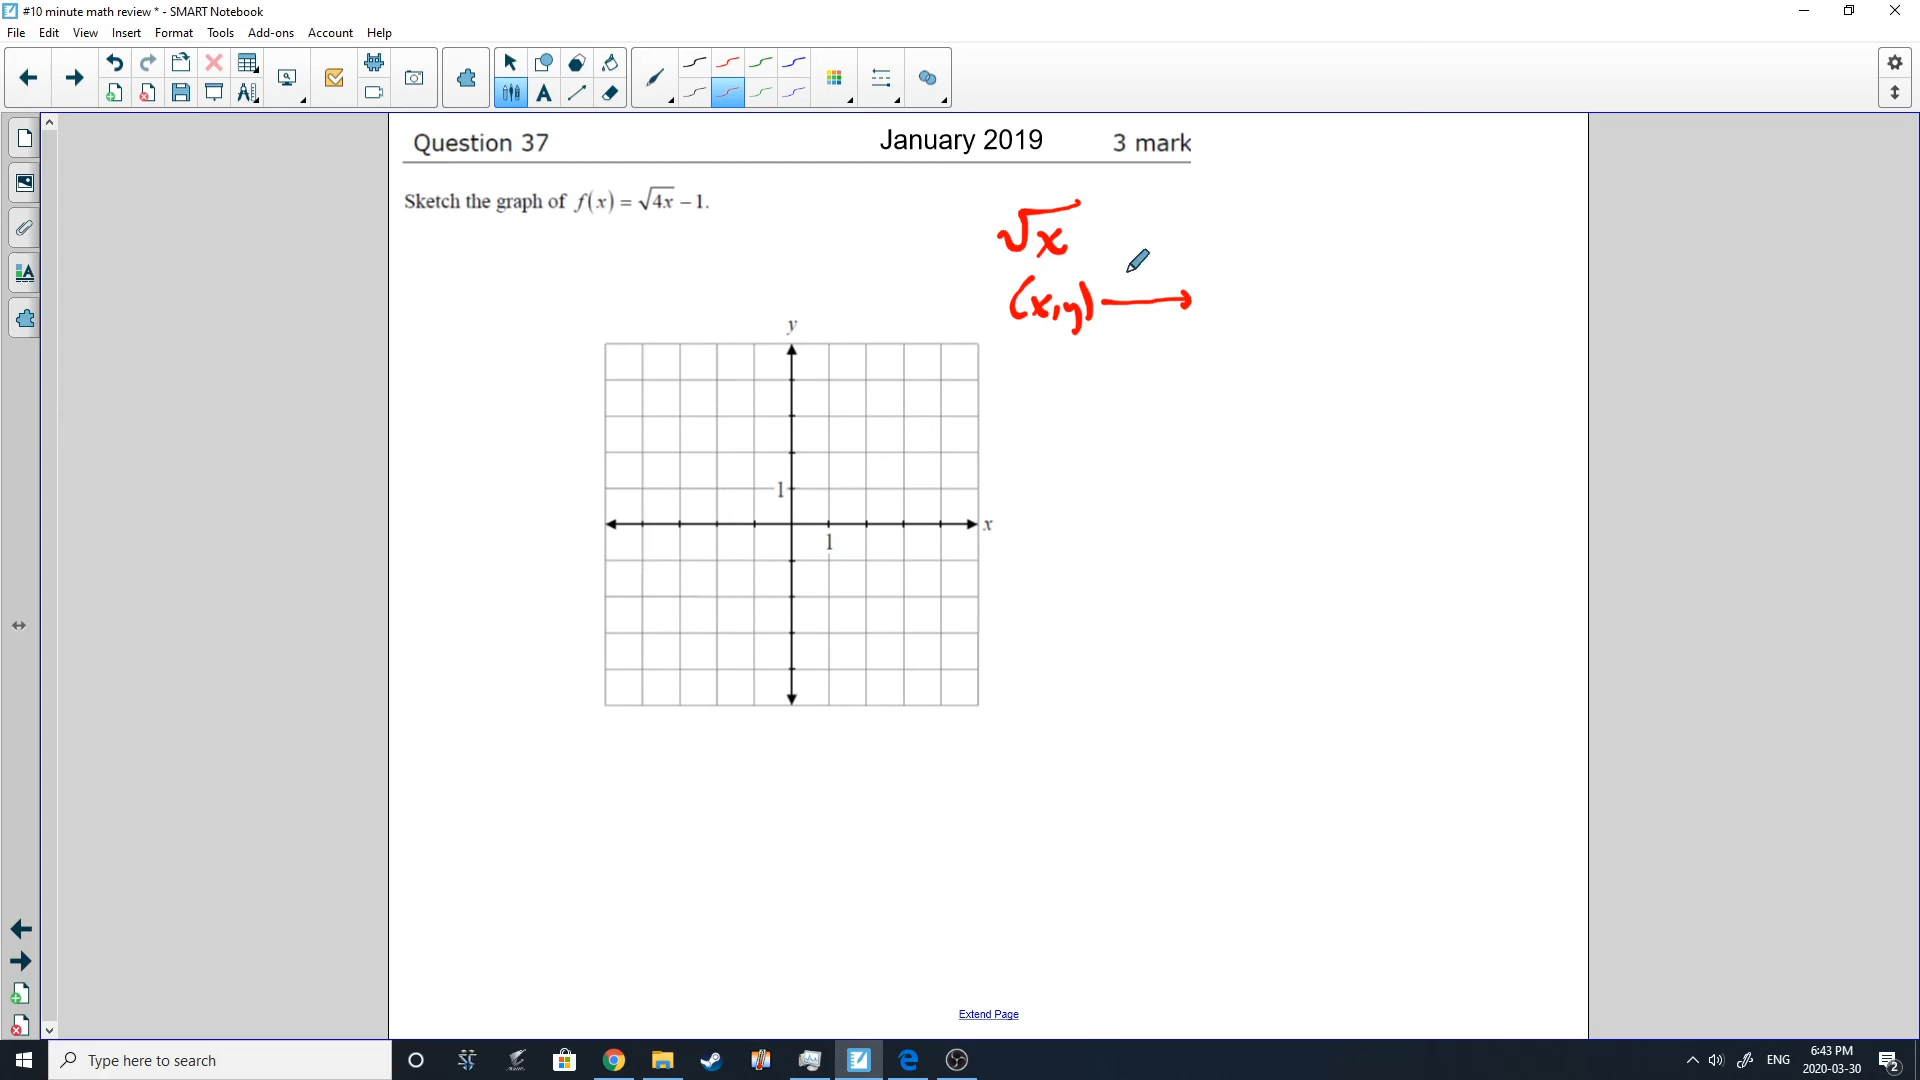 #10 minute math review * - SMART Notebook
File Edit View Insert Format Tools Add-ons Account Help
Question 37 January 2019 3 mark
Sketch the graph of f(x) = √4x − 1.
√x
(x,y) →
y
1
x
1
Extend Page
Type here to search
ENG
6:43 PM
2020-03-30
2